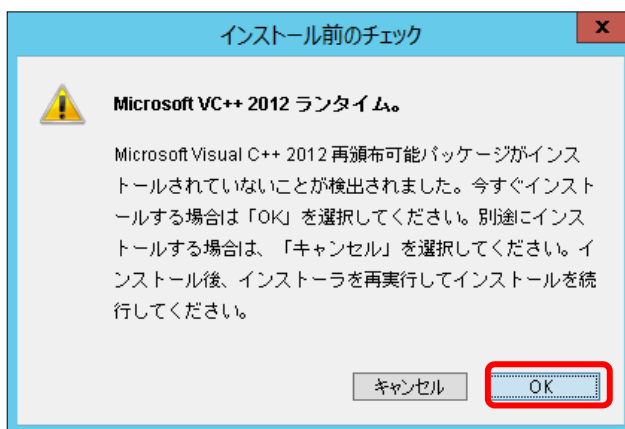 インストール前のチェック
x
Microsoft VC++ 2012 ランタイム。
Microsoft Visual C++ 2012 再頒布可能パッケージがインス
トールされていないことが検出されました。今すぐインスト
ールする場合は「OK」を選択してください。別途にインス
トールする場合は、「キャンセル」を選択してください。イ
ンストール後、インストーラを再実行してインストールを続
行してください。
キャンセル OK